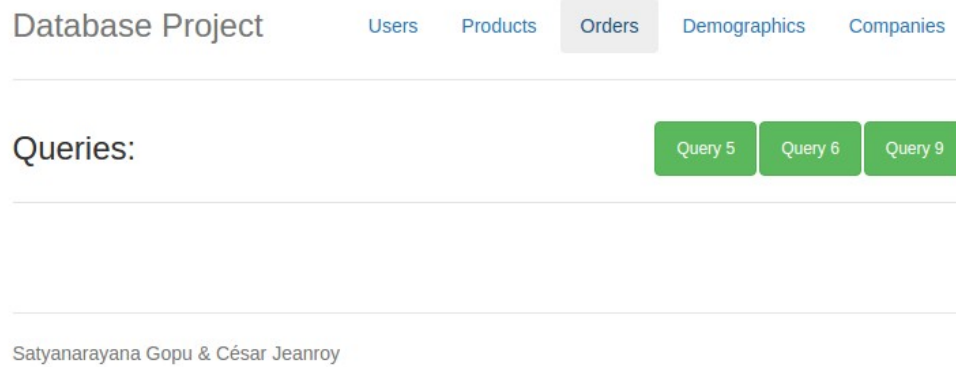 Database Project Users Products Orders Demographics Companies
Queries: Query 5 Query 6 Query 9
Satyanarayana Gopu & César Jeanroy